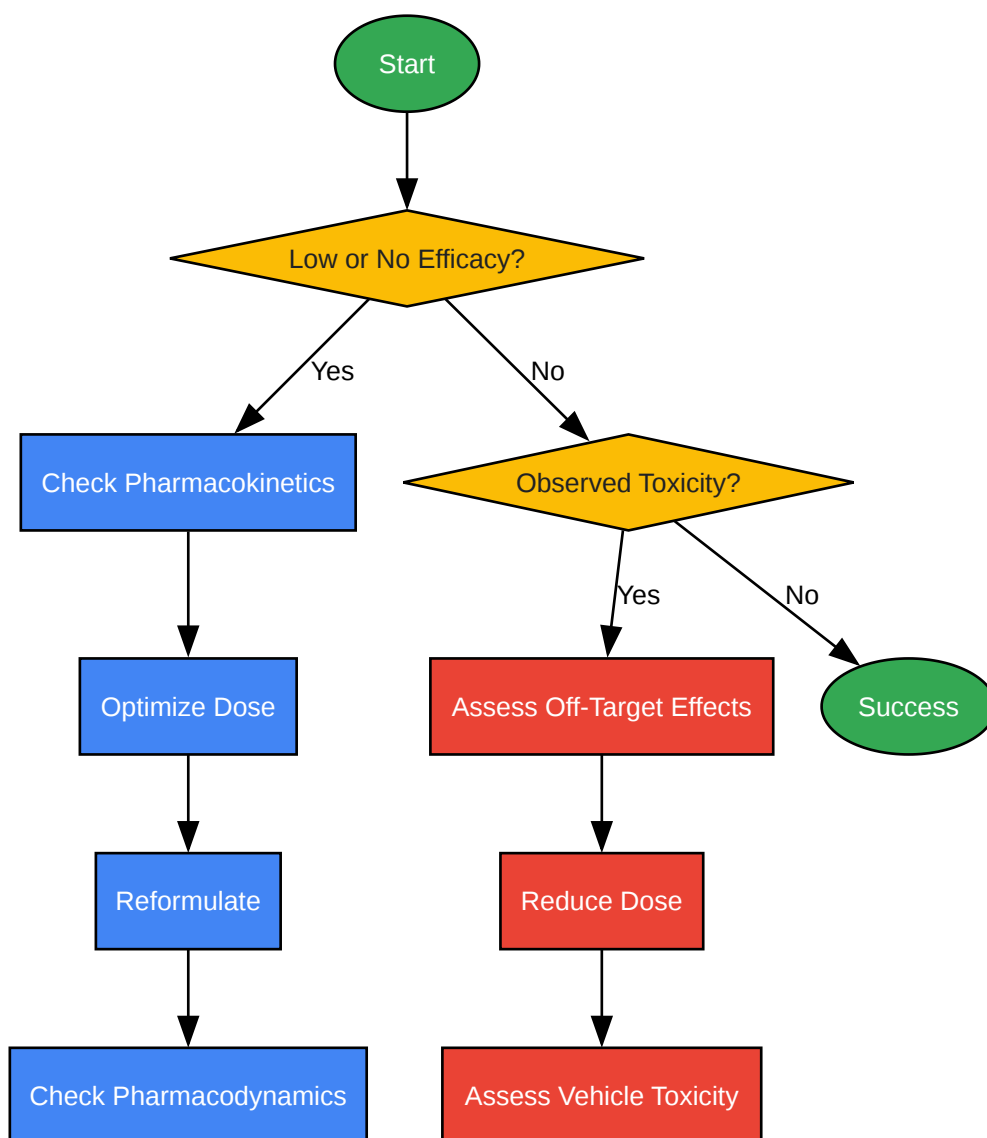 Start
Low or No Efficacy?
Yes
No
Check Pharmacokinetics
Observed Toxicity?
Yes
No
Optimize Dose
Assess Off-Target Effects
Success
Reformulate
Reduce Dose
Check Pharmacodynamics
Assess Vehicle Toxicity